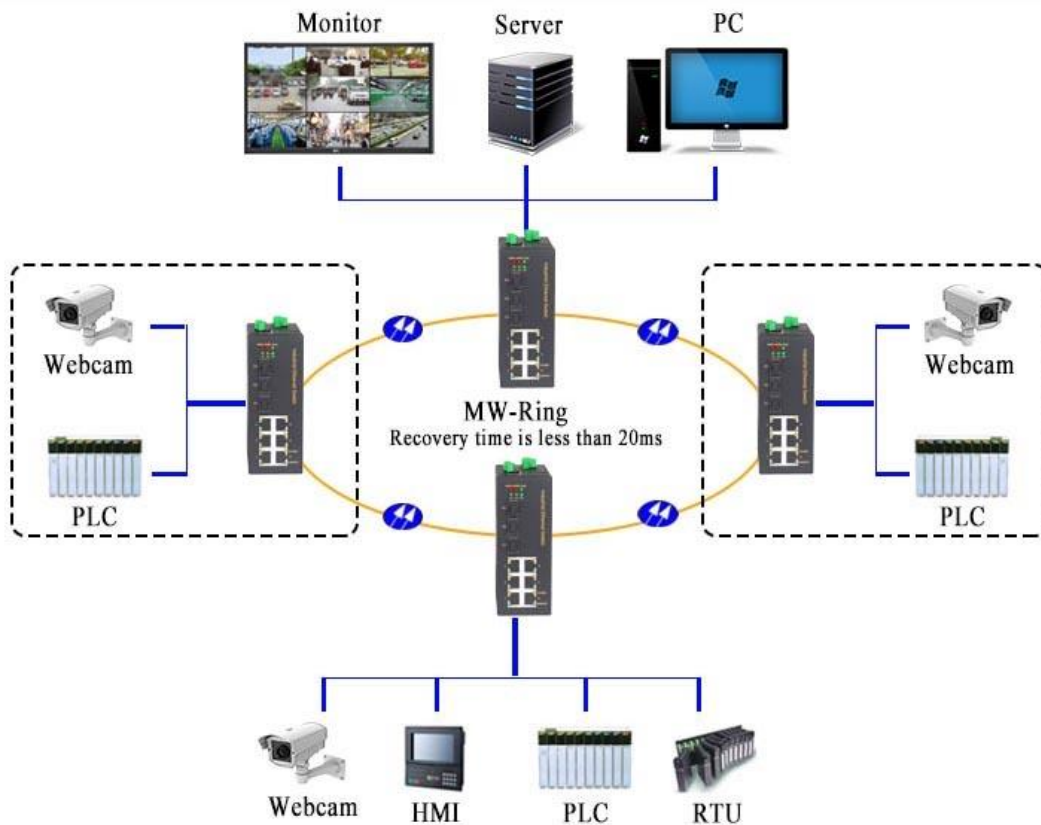 Monitor
Server
PC
Webcam
Webcam
MW-Ring
Recovery time is less than 20ms
PLC
PLC
Webcam
HMI
PLC
RTU